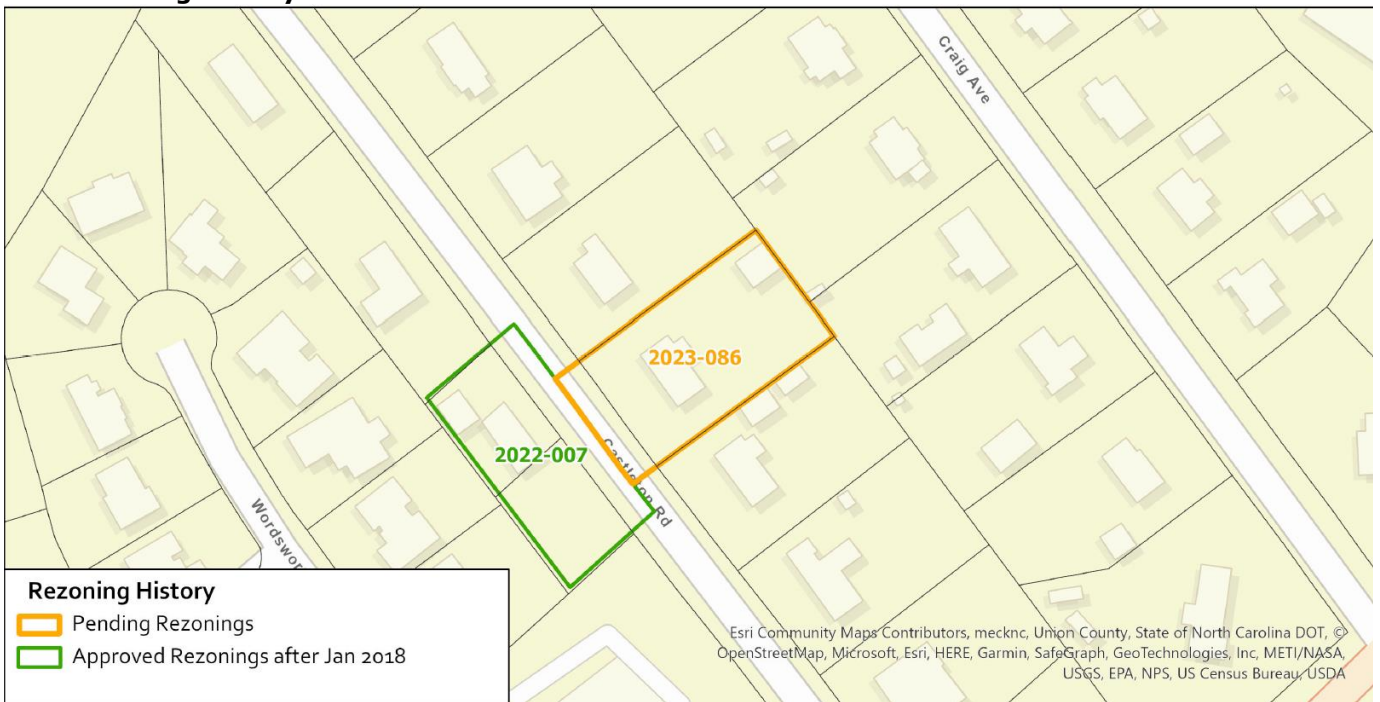 Craig Ave
2023-086
2022-007
Castleton Rd
Rezoning History
Pending Rezonings
Approved Rezonings after Jan 2018
Esri Community Maps Contributors, mecknc, Union County, State of North Carolina DOT, ©
OpenStreetMap, Microsoft, Esri, HERE, Garmin, SafeGraph, GeoTechnologies, Inc, METI/NASA,
USGS, EPA, NPS, US Census Bureau, USDA